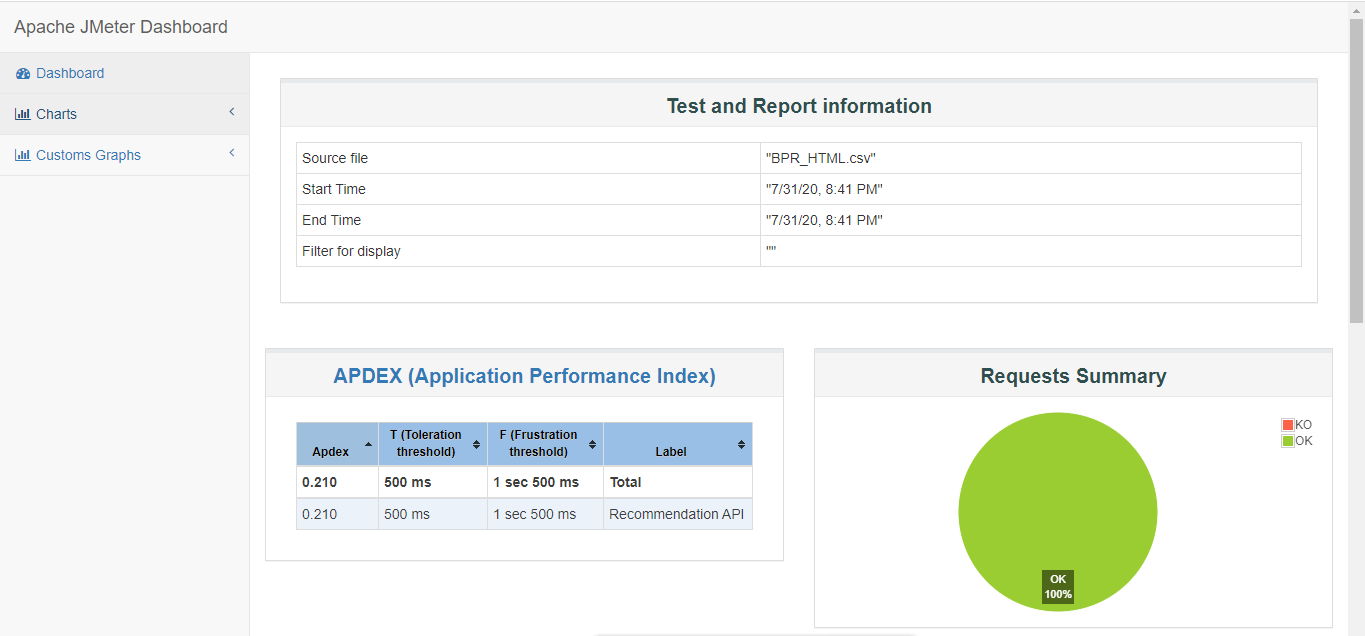 Apache JMeter Dashboard
Dashboard
Charts
Customs Graphs
Test and Report information
Source file "BPR_HTML.csv"
Start Time "7/31/20, 8:41 PM"
End Time "7/31/20, 8:41 PM"
Filter for display ""
APDEX (Application Performance Index)
Apdex T (Toleration threshold) F (Frustration threshold) Label
0.210 500 ms 1 sec 500 ms Total
0.210 500 ms 1 sec 500 ms Recommendation API
Requests Summary
KO
OK
OK
100%